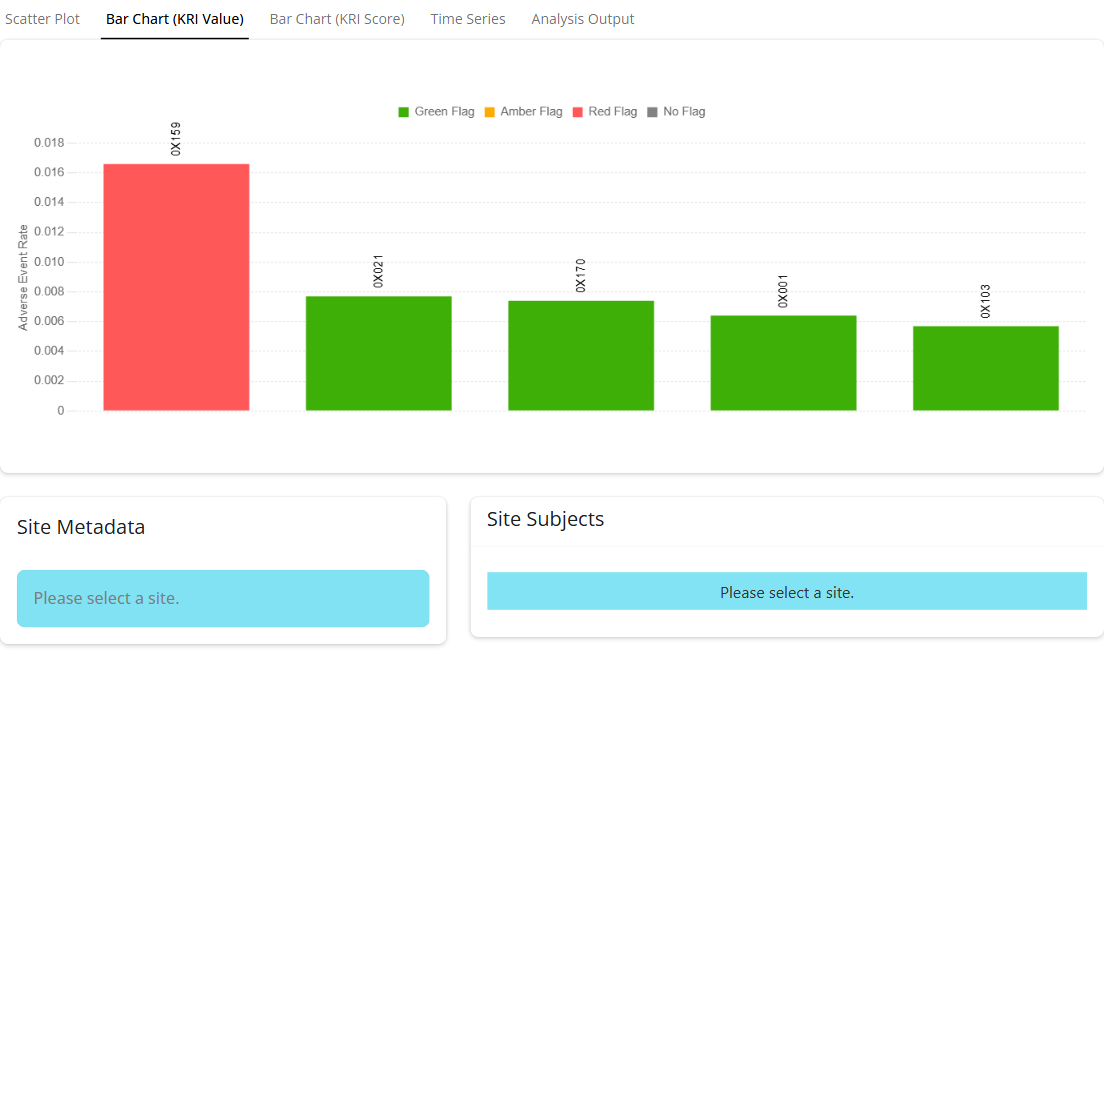 Scatter Plot Bar Chart (KRI Value) Bar Chart (KRI Score) Time Series Analysis Output
Green Flag Amber Flag Red Flag No Flag
Adverse Event Rate
0.018
0.016
0.014
0.012
0.010
0.008
0.006
0.004
0.002
0
0X159
0X021
0X170
0X001
0X103
Site Metadata
Please select a site.
Site Subjects
Please select a site.